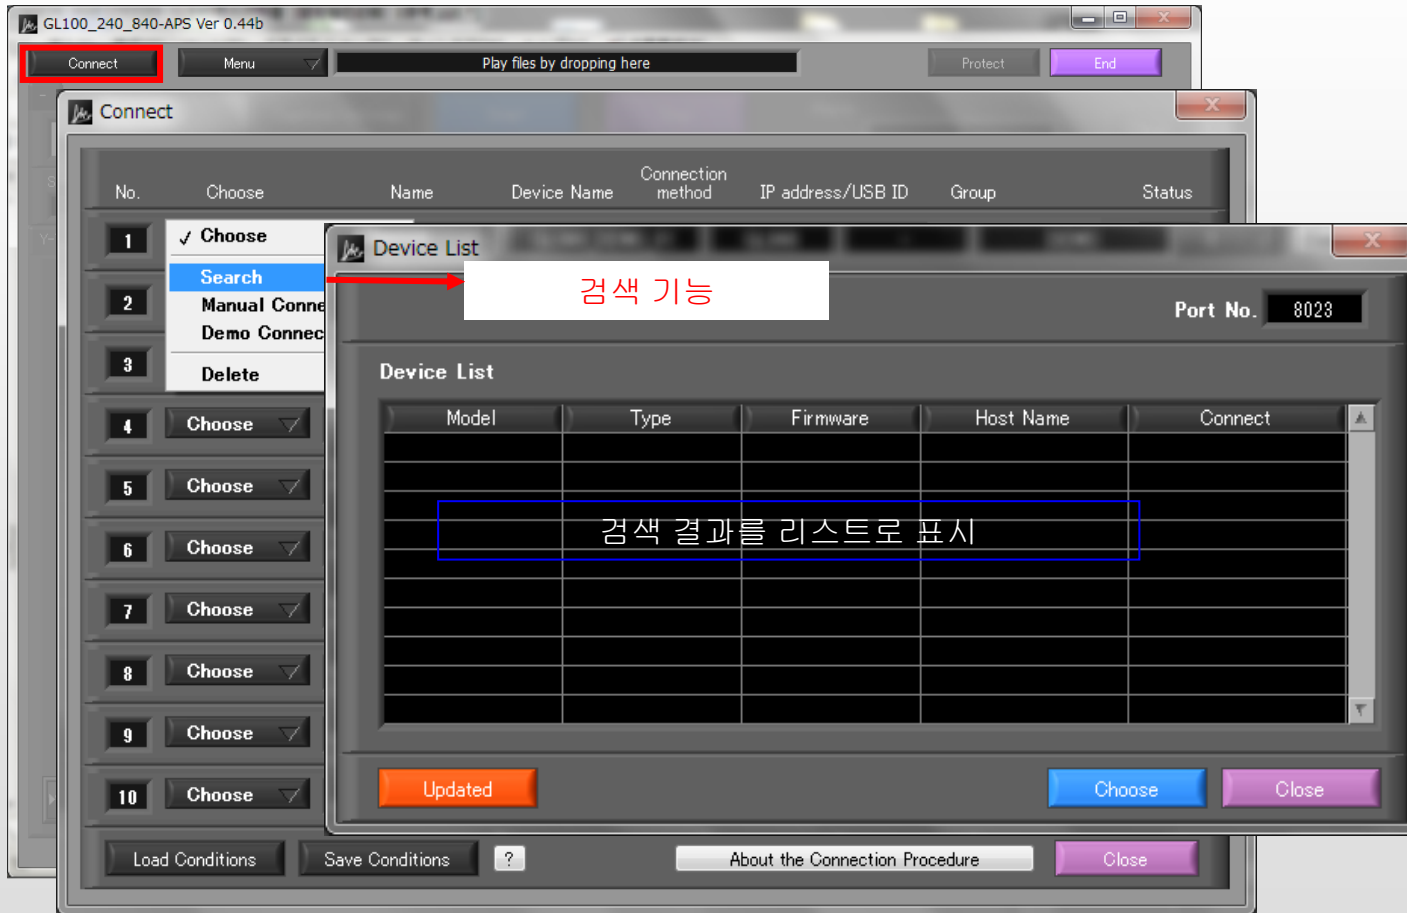 GL100_240_840-APS Ver 0.44b
Connect Menu Play files by dropping here Protect End
Connect
No. Choose Name Device Name Connection method IP address/USB ID Group Status
1 ✓ Choose
Search
2 Manual Conne
Demo Connec
3 Delete
4 Choose
5 Choose
6 Choose
7 Choose
8 Choose
9 Choose
10 Choose
Device List
검색 기능
Port No. 8023
Device List
Model Type Firmware Host Name Connect
검색 결과를 리스트로 표시
Updated Choose Close
Load Conditions Save Conditions ? About the Connection Procedure Close